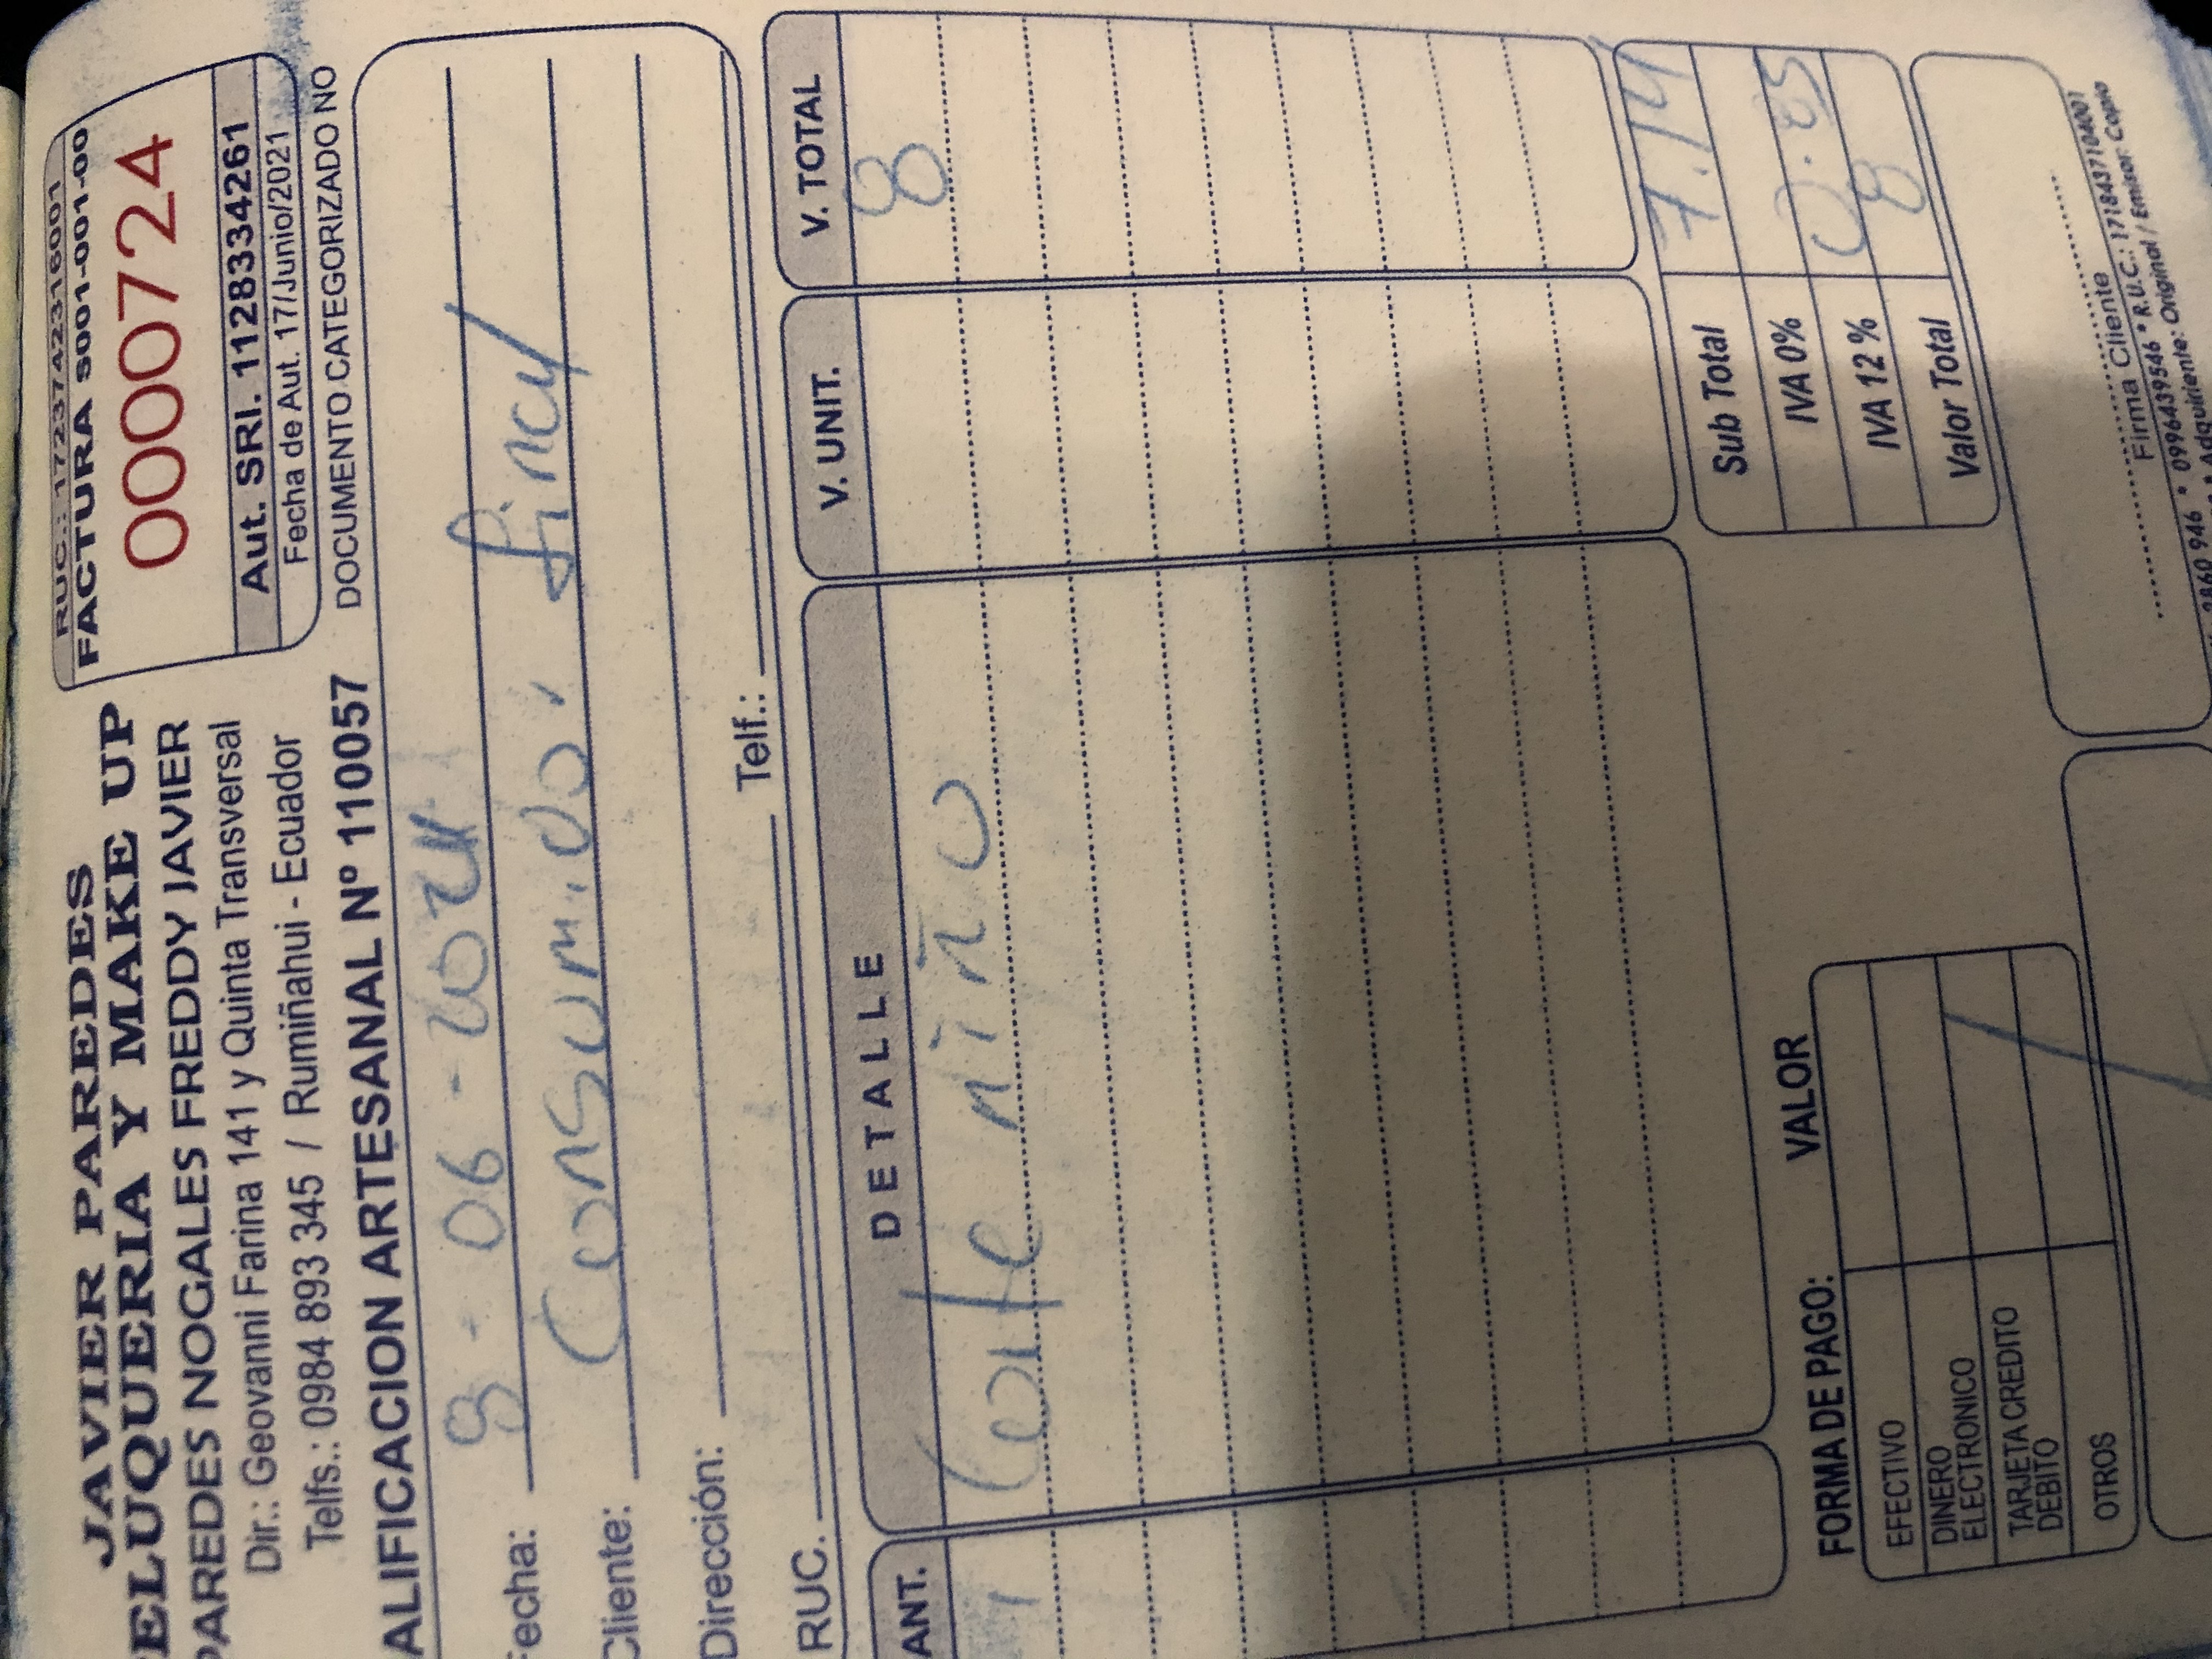 JAVIER PAREDES
ELUQUERIA Y MAKE UP
PAREDES NOGALES FREDDY JAVIER
Dir.: Geovanni Farina 141 y Quinta Transversal
Telfs.: 0984 893 345 / Rumiñahui - Ecuador
ALIFICACION ARTESANAL Nº 110057
RUC.: 1723742316001
FACTURA S001-001-00
0000724
Aut. SRI. 1128334261
Fecha de Aut. 17/Junio/2021
DOCUMENTO CATEGORIZADO NO
Fecha: 9-06-2021
Cliente: Consumidor final
Dirección:
RUC. Telf.:
ANT. DETALLE V. UNIT. V. TOTAL
1 Corte niño 8
Sub Total 7.14
IVA 0%
IVA 12 % 0.85
Valor Total 8
FORMA DE PAGO: VALOR
EFECTIVO
DINERO
ELECTRONICO
TARJETA CREDITO
DEBITO
OTROS
Firma Cliente
2860 946 * 0996439546 * R.U.C.: 1718437104001
* Adquiriente: Original / Emisor: Copia